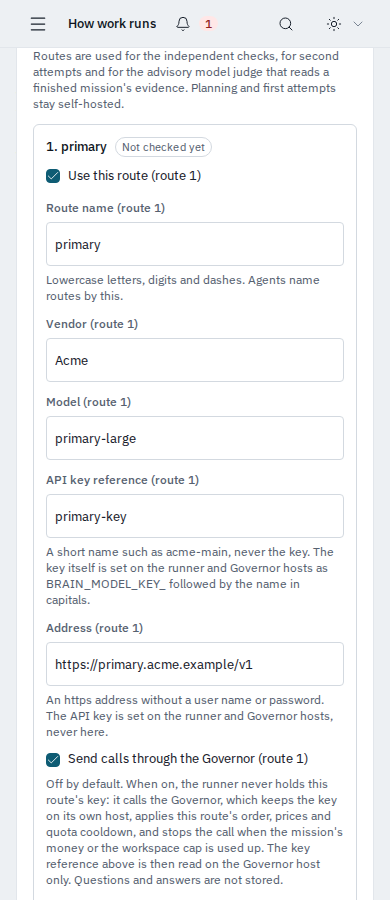 How work runs
1
Routes are used for the independent checks, for second
attempts and for the advisory model judge that reads a
finished mission's evidence. Planning and first attempts
stay self-hosted.
1. primary
Not checked yet
Use this route (route 1)
Route name (route 1)
primary
Lowercase letters, digits and dashes. Agents name
routes by this.
Vendor (route 1)
Acme
Model (route 1)
primary-large
API key reference (route 1)
primary-key
A short name such as acme-main, never the key. The
key itself is set on the runner and Governor hosts as
BRAIN_MODEL_KEY_ followed by the name in
capitals.
Address (route 1)
https://primary.acme.example/v1
An https address without a user name or password.
The API key is set on the runner and Governor hosts,
never here.
Send calls through the Governor (route 1)
Off by default. When on, the runner never holds this
route's key: it calls the Governor, which keeps the key
on its own host, applies this route's order, prices and
quota cooldown, and stops the call when the mission's
money or the workspace cap is used up. The key
reference above is then read on the Governor host
only. Questions and answers are not stored.